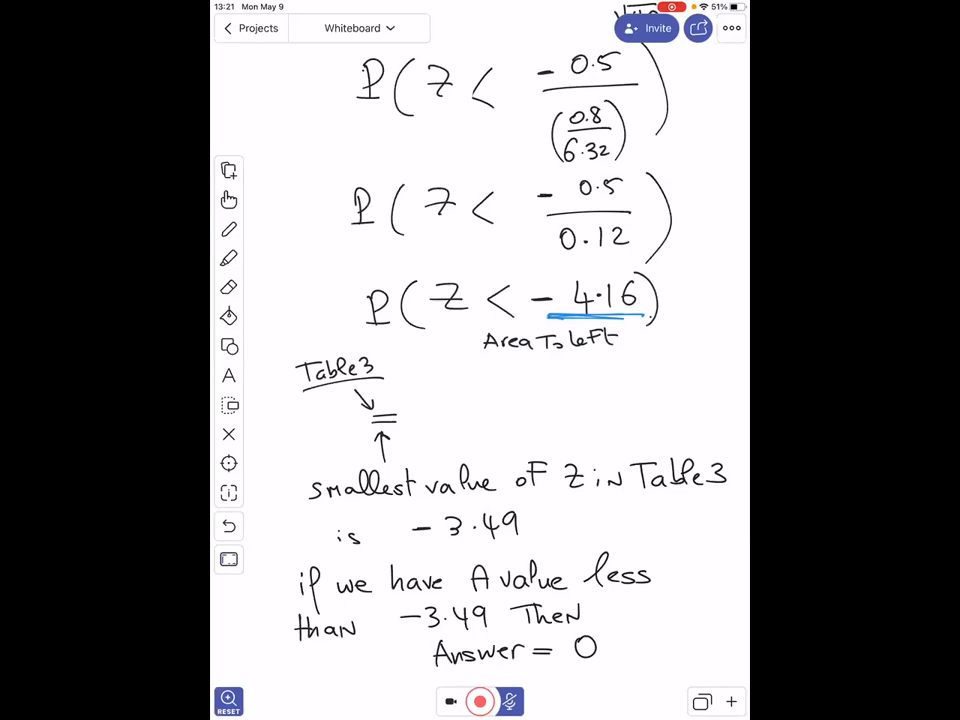 13:21 Mon May 9
51%
Projects
Whiteboard
Invite
P(Z < - 0.5
(0.8
6.32))
P(Z < - 0.5
0.12)
P(Z < - 4.16)
Area To left
Table3
=
smallest value of Z in Table3
is - 3.49
if we have A value less
than -3.49 Then
Answer = 0
A
RESET